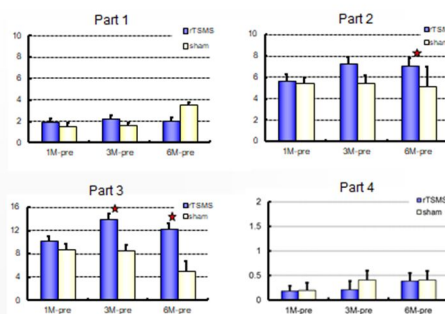 Part 1
rTSMS
sham
10
8
6
4
2
0
1M-pre 3M-pre 6M-pre
Part 2
rTSMS
sham
10
8
6
4
2
0
1M-pre 3M-pre 6M-pre
Part 3
rTSMS
sham
16
12
8
4
0
1M-pre 3M-pre 6M-pre
Part 4
rTSMS
sham
2
1.5
1
0.5
0
1M-pre 3M-pre 6M-pre